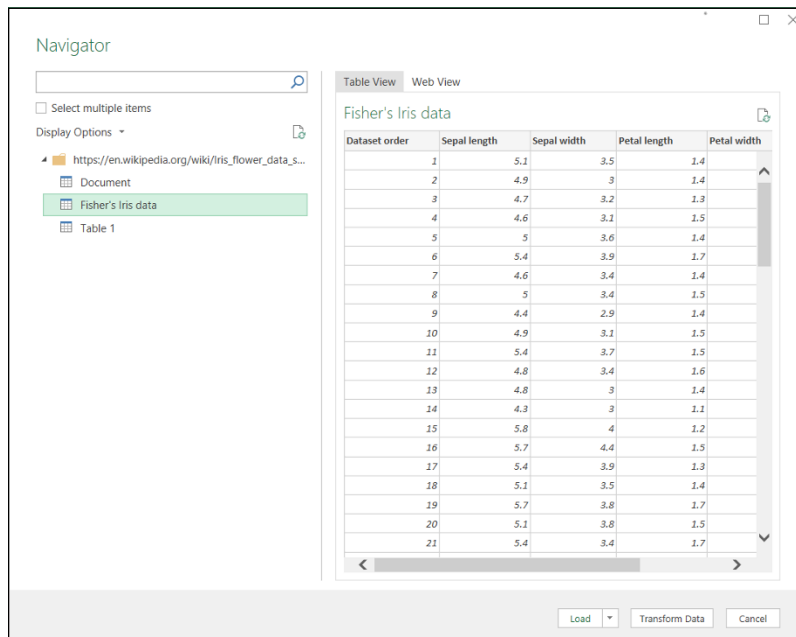 Navigator
Select multiple items
Display Options
https://en.wikipedia.org/wiki/Iris_flower_data_s...
Document
Fisher's Iris data
Table 1
Table View Web View
Fisher's Iris data
Dataset order Sepal length Sepal width Petal length Petal width
1 5.1 3.5 1.4
2 4.9 3 1.4
3 4.7 3.2 1.3
4 4.6 3.1 1.5
5 5 3.6 1.4
6 5.4 3.9 1.7
7 4.6 3.4 1.4
8 5 3.4 1.5
9 4.4 2.9 1.4
10 4.9 3.1 1.5
11 5.4 3.7 1.5
12 4.8 3.4 1.6
13 4.8 3 1.4
14 4.3 3 1.1
15 5.8 4 1.2
16 5.7 4.4 1.5
17 5.4 3.9 1.3
18 5.1 3.5 1.4
19 5.7 3.8 1.7
20 5.1 3.8 1.5
21 5.4 3.4 1.7
Load Transform Data Cancel